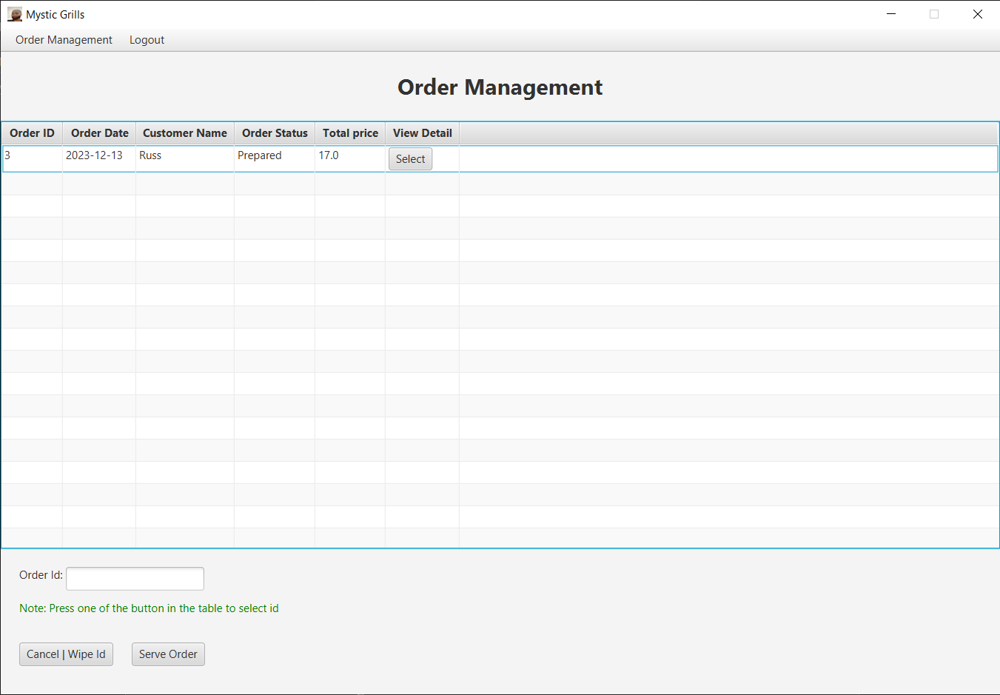 Mystic Grills
Order Management Logout
Order Management
Order ID Order Date Customer Name Order Status Total price View Detail
3 2023-12-13 Russ Prepared 17.0 Select
Order Id:
Note: Press one of the button in the table to select id
Cancel | Wipe Id Serve Order